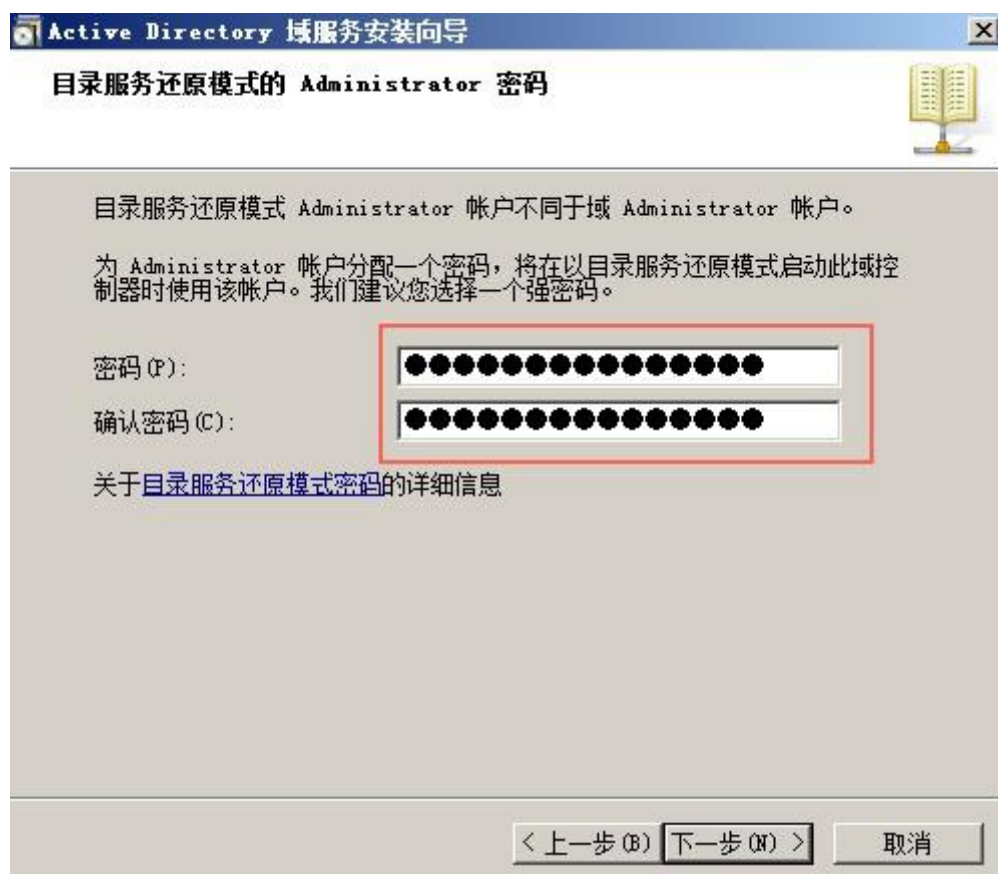 Active Directory 域服务安装向导
目录服务还原模式的 Administrator 密码
目录服务还原模式 Administrator 帐户不同于域 Administrator 帐户。
为 Administrator 帐户分配一个密码，将在以目录服务还原模式启动此域控
制器时使用该帐户。我们建议您选择一个强密码。
密码(P):
●●●●●●●●●●●●●●●
确认密码(C):
●●●●●●●●●●●●●●●
关于目录服务还原模式密码的详细信息
< 上一步(B) 下一步(N) > 取消